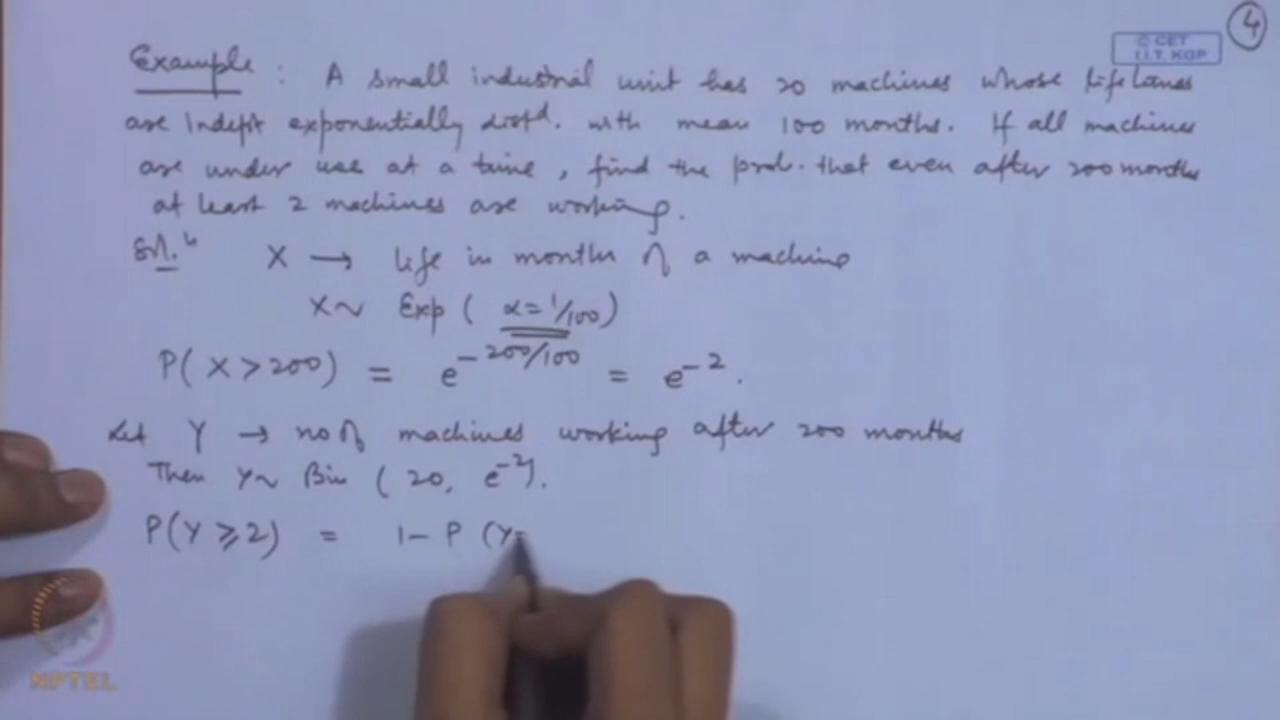 ④
© CET
I.I.T. KGP
Example : A small industrial unit has 20 machines whose lifetimes
are indept exponentially distd. with mean 100 months. If all machines
are under use at a time, find the prob. that even after 200 months
at least 2 machines are working.
Sol.ⁿ X → life in months of a machine
X ~ Exp ( α = 1/100 )
P( X > 200 ) = e^{-200/100} = e^{-2}.
Let Y → no of machines working after 200 months
Then Y ~ Bin ( 20, e^{-2}).
P(Y ≥ 2) = 1 - P (Y=
NPTEL